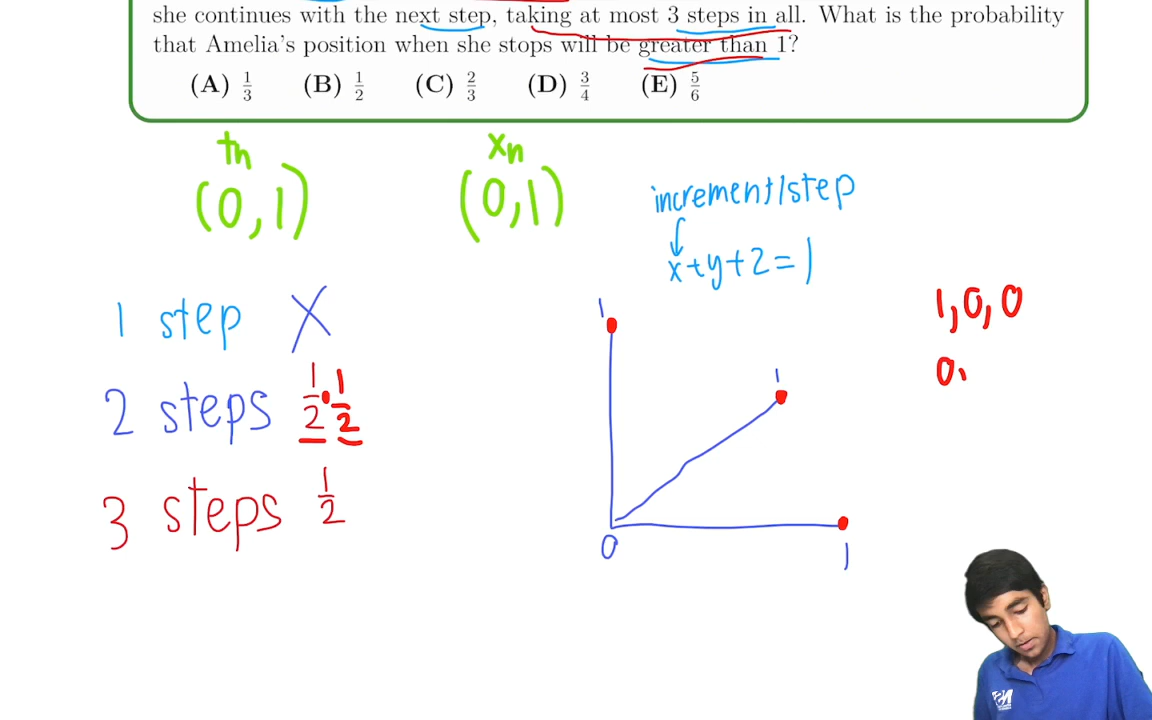 she continues with the next step, taking at most 3 steps in all. What is the probability
that Amelia's position when she stops will be greater than 1?
(A) 1/3 (B) 1/2 (C) 2/3 (D) 3/4 (E) 5/6
tn xn
(0,1) (0,1)
increment/step
x+y+z=1
1 step X
2 steps 1/2 · 1/2
3 steps 1/2
1
1
0
1
1,0,0
0,